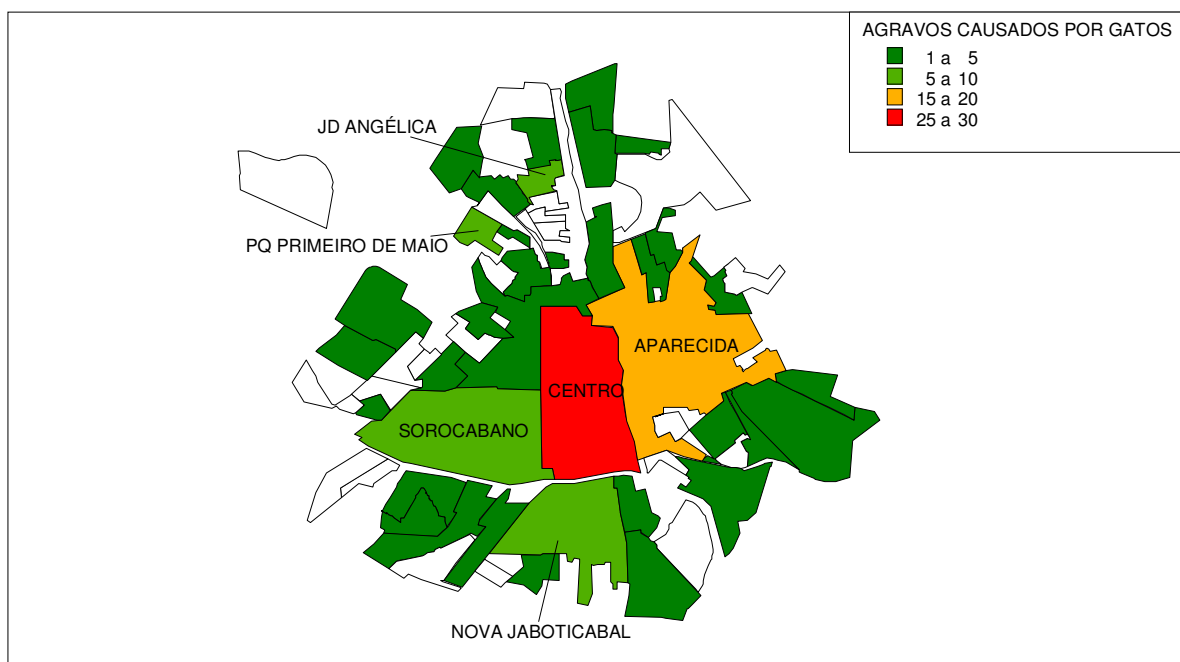 AGRAVOS CAUSADOS POR GATOS
1 a 5
5 a 10
15 a 20
25 a 30
JD ANGÉLICA
PQ PRIMEIRO DE MAIO
APARECIDA
CENTRO
SOROCABANO
NOVA JABOTICABAL